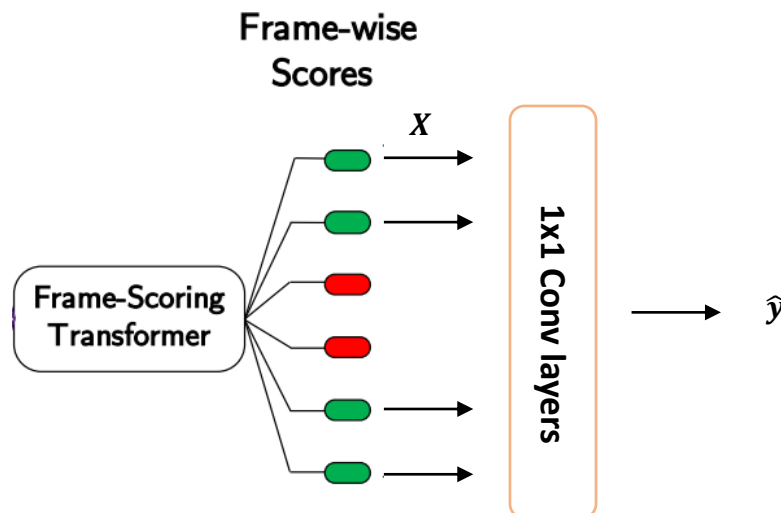 Frame-wise
Scores
X
Frame-Scoring
Transformer
1x1 Conv layers
ŷ